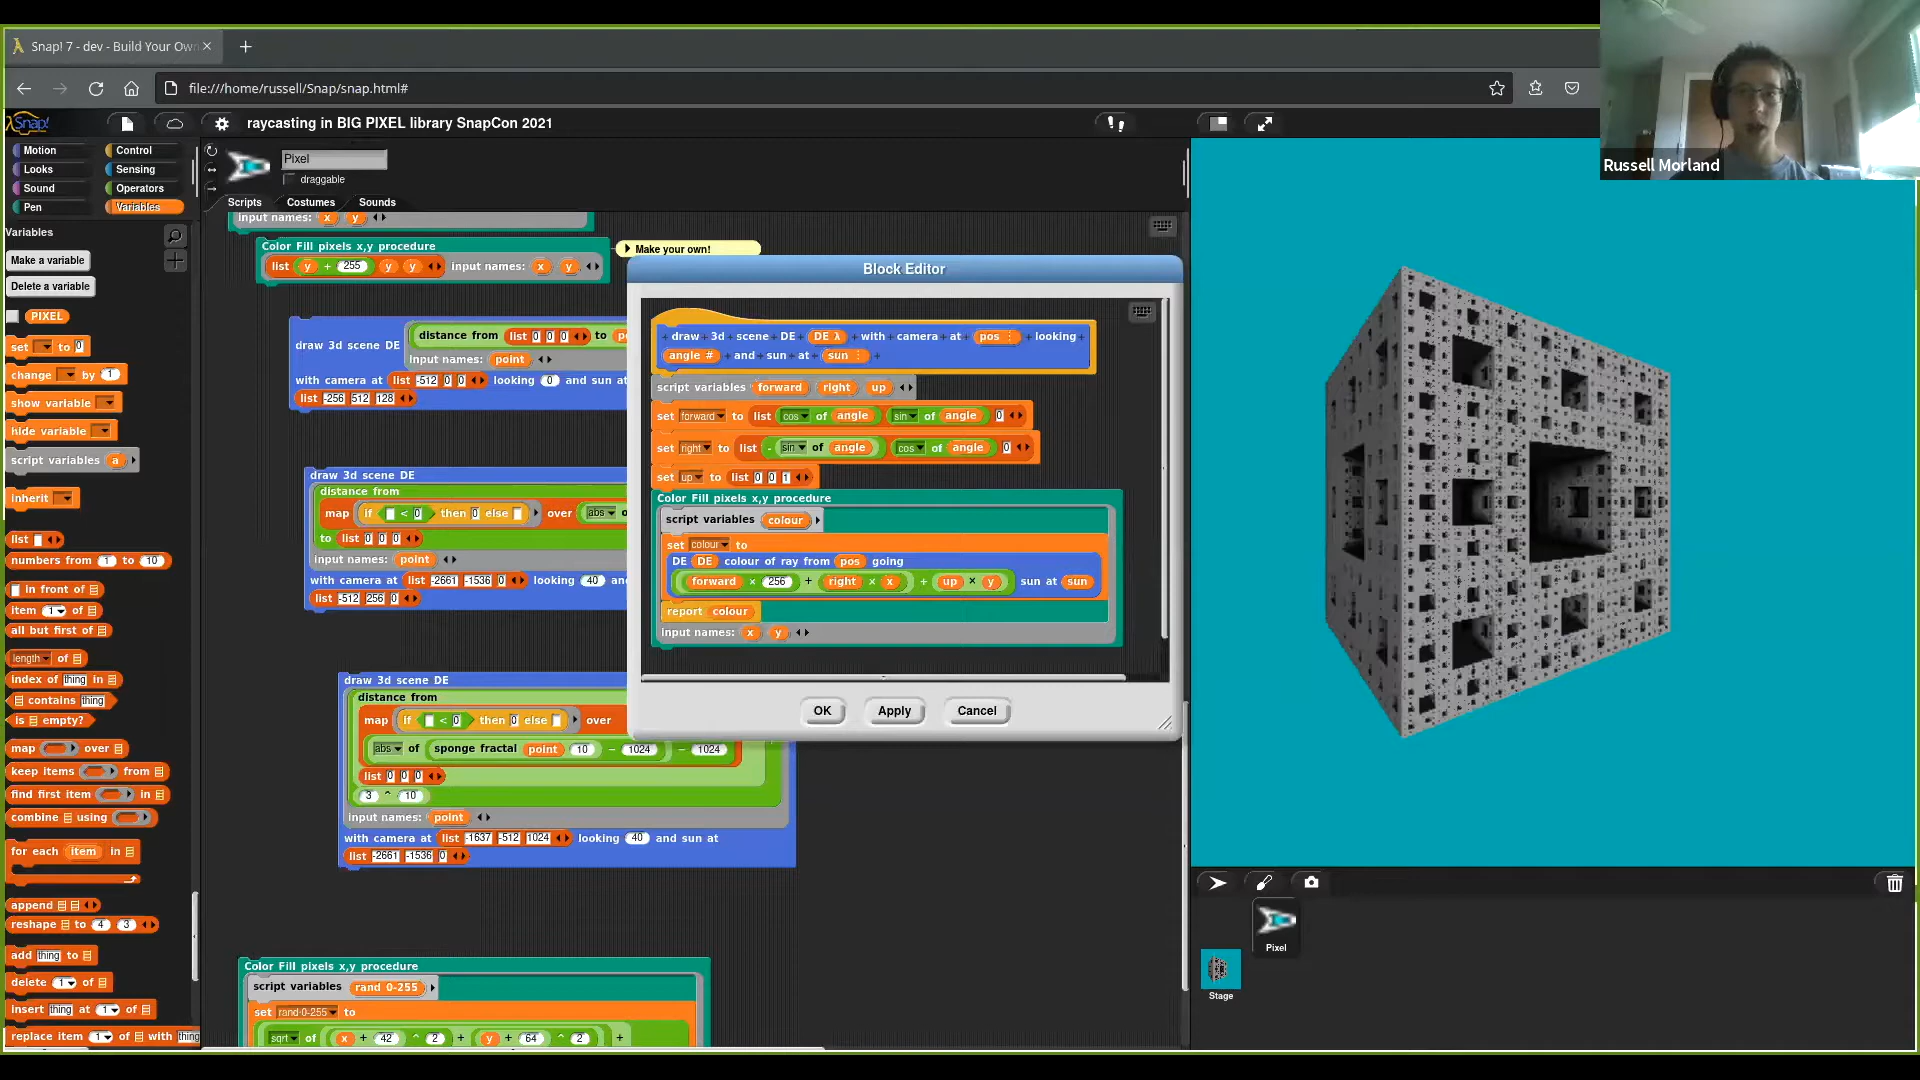 Snap! 7 - dev - Build Your Own
file:///home/russell/Snap/snap.html#
Snap!
raycasting in BIG PIXEL library SnapCon 2021
Russell Morland
Motion
Control
Looks
Sensing
Sound
Operators
Pen
Variables
Pixel
draggable
Scripts Costumes Sounds
Variables
Make a variable
Delete a variable
PIXEL
set to 0
change by 1
show variable
hide variable
script variables a
inherit
list
numbers from 1 to 10
in front of
item 1 of
all but first of
length of
index of thing in
contains thing
is empty?
map over
keep items from
find first item in
combine using
for each item in
append
reshape to 4 3
add thing to
delete 1 of
insert thing at 1 of
replace item 1 of with thing
input names: x y
Color Fill pixels x,y procedure
list y + 255 y y input names: x y
Make your own!
draw 3d scene DE distance from list 0 0 0 to
input names: point
with camera at list -512 0 0 looking 0 and sun at
list -256 512 128
draw 3d scene DE
distance from
map if < 0 then 0 else over abs
to list 0 0 0
input names: point
with camera at list -2661 -1536 0 looking 40
list -512 256 0
draw 3d scene DE
distance from
map if < 0 then 0 else over
abs of sponge fractal point 10 - 1024 - 1024
list 0 0 0
3 ^ 10
input names: point
with camera at list -1637 -512 1024 looking 40 and sun at
list -2661 -1536 0
Color Fill pixels x,y procedure
script variables rand 0-255
set rand 0-255 to
sqrt of x + 42 ^ 2 + y + 64 ^ 2 +
Block Editor
+ draw + 3d + scene + DE + DE λ + with + camera + at + pos + looking +
angle # + and + sun + at + sun +
script variables forward right up
set forward to list cos of angle sin of angle 0
set right to list - sin of angle cos of angle 0
set up to list 0 0 1
Color Fill pixels x,y procedure
script variables colour
set colour to
DE DE colour of ray from pos going
forward × 256 + right × x + up × y sun at sun
report colour
input names: x y
OK Apply Cancel
Pixel
Stage